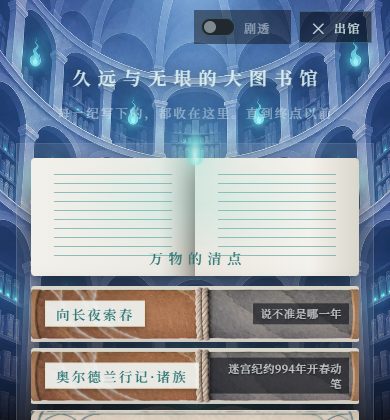 剧透
出馆
久远与无垠的大图书馆
每一纪写下的，都收在这里，直到终点以前
万物的清点
向长夜索春
说不准是哪一年
奥尔德兰行记·诸族
迷宫纪约994年开春动
笔